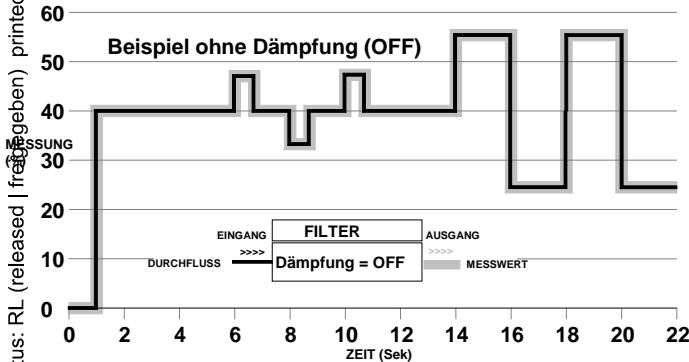 tus: RL (released | freigegeben) printed
60
Beispiel ohne Dämpfung (OFF)
50
40
MESSUNG
30
20
EINGANG FILTER AUSGANG
>>>> >>>>
DURCHFLUSS Dämpfung = OFF MESSWERT
10
0
0 2 4 6 8 10 12 14 16 18 20 22
ZEIT (Sek)